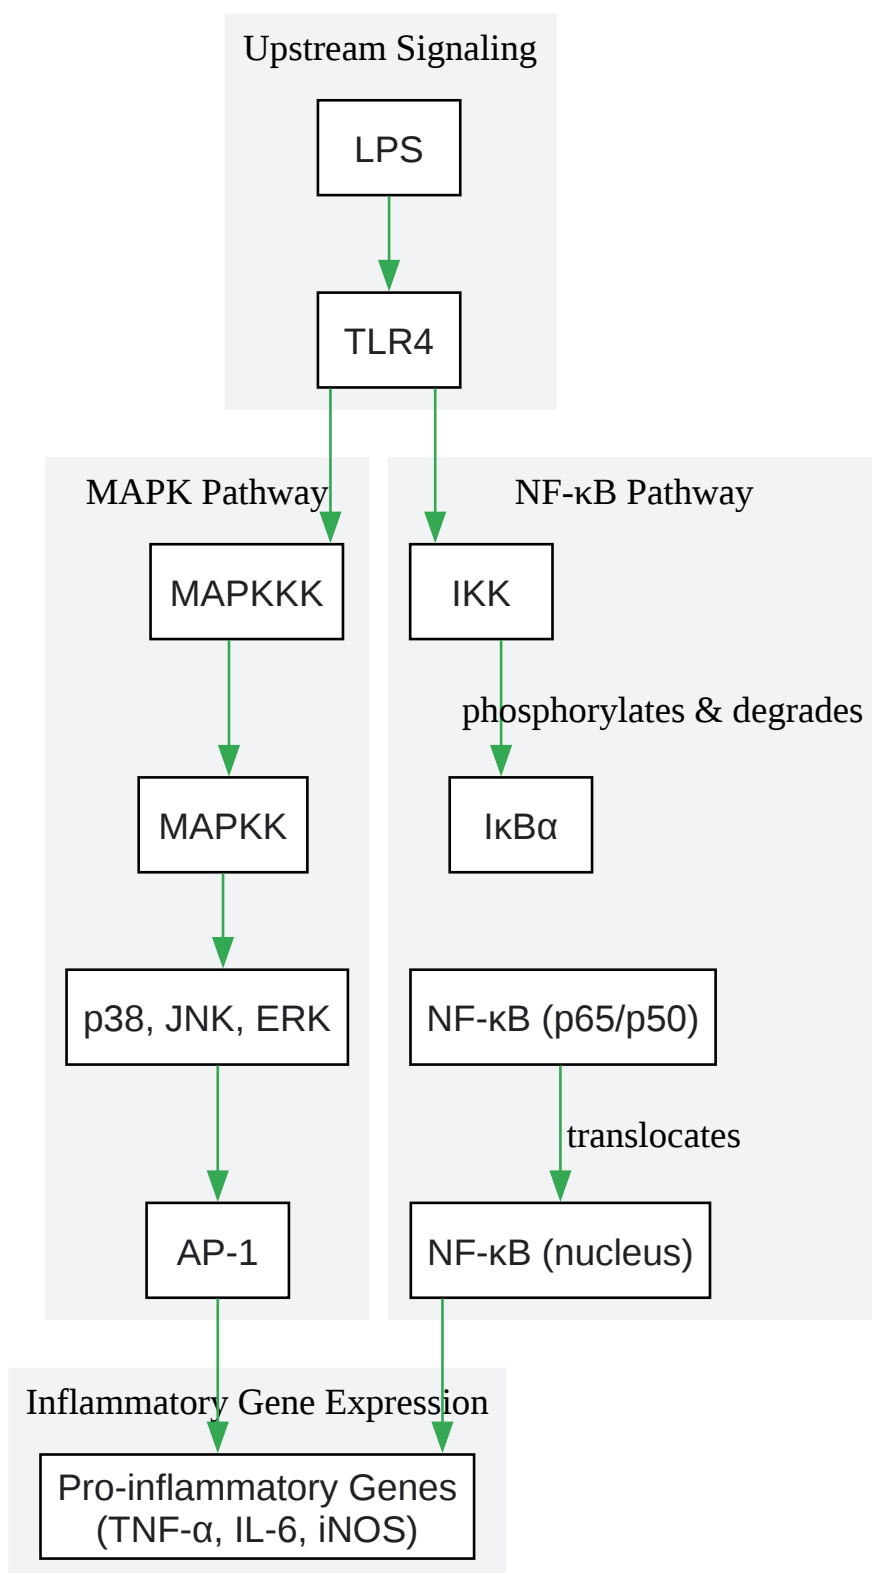 Upstream Signaling
LPS
TLR4
MAPK Pathway
MAPKKK
MAPKK
p38, JNK, ERK
AP-1
NF-κB Pathway
IKK
phosphorylates & degrades
IκBα
NF-κB (p65/p50)
translocates
NF-κB (nucleus)
Inflammatory Gene Expression
Pro-inflammatory Genes
(TNF-α, IL-6, iNOS)